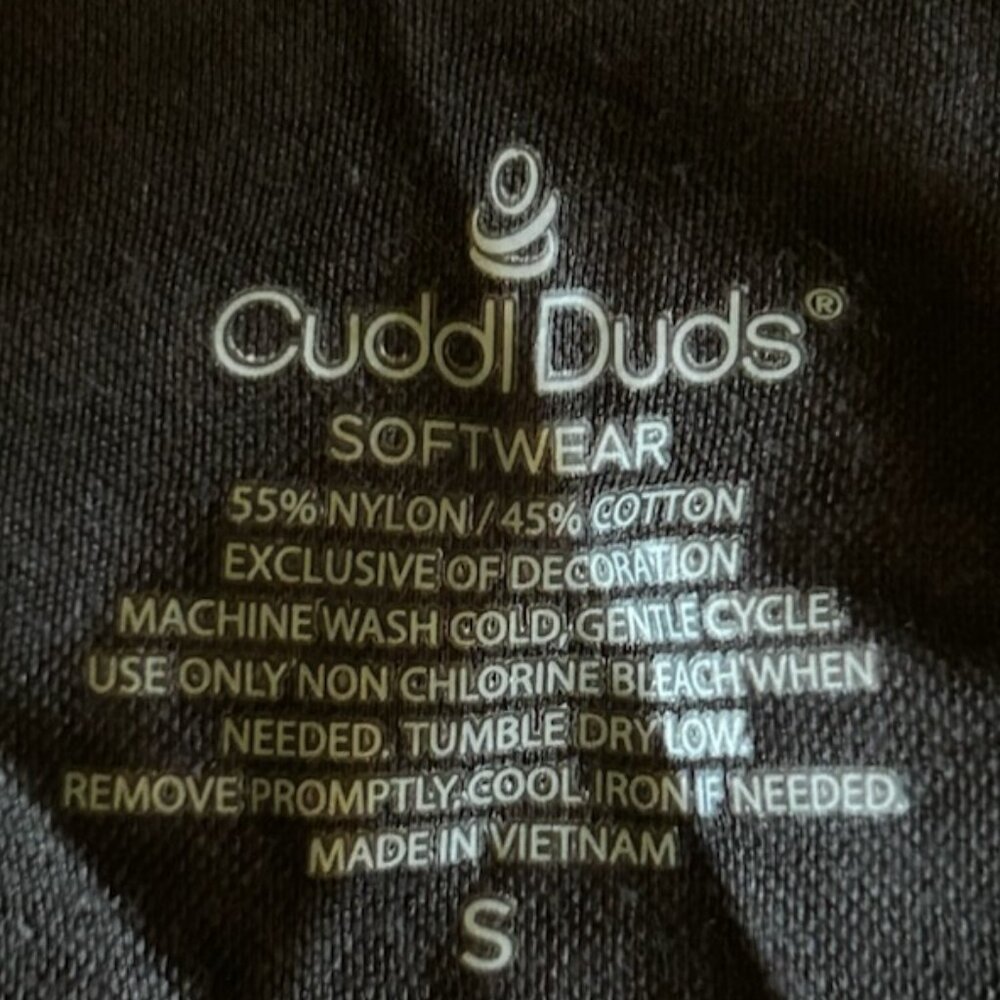 Cuddl Duds®
SOFTWEAR
55% NYLON / 45% COTTON
EXCLUSIVE OF DECORATION
MACHINE WASH COLD, GENTLE CYCLE.
USE ONLY NON CHLORINE BLEACH WHEN
NEEDED. TUMBLE DRY LOW.
REMOVE PROMPTLY. COOL IRON IF NEEDED.
MADE IN VIETNAM
S